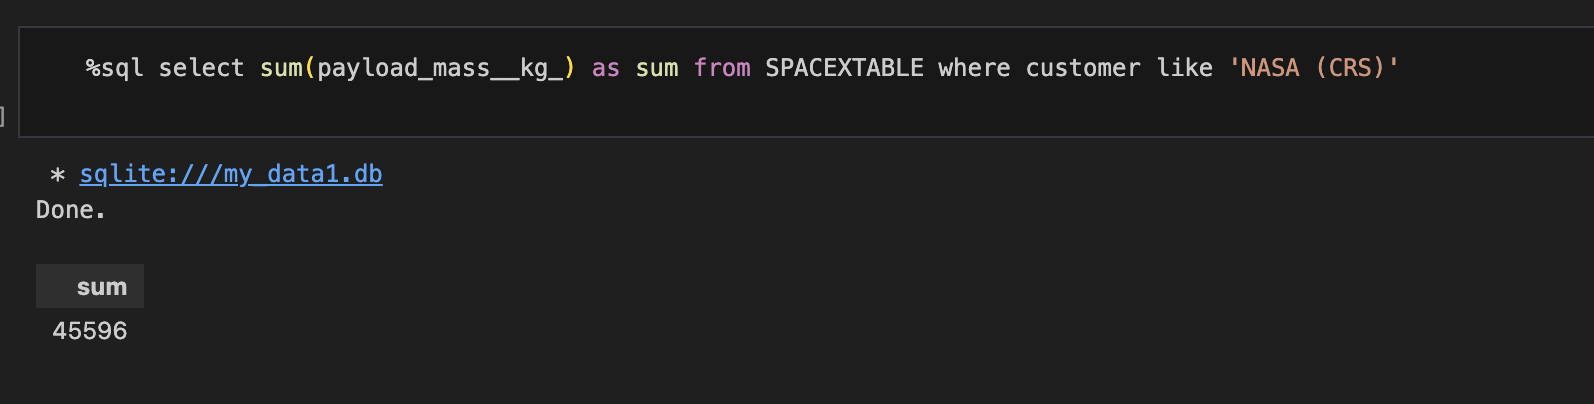 %sql select sum(payload_mass__kg_) as sum from SPACEXTABLE where customer like 'NASA (CRS)'
]
* sqlite:///my_data1.db
Done.
sum
45596